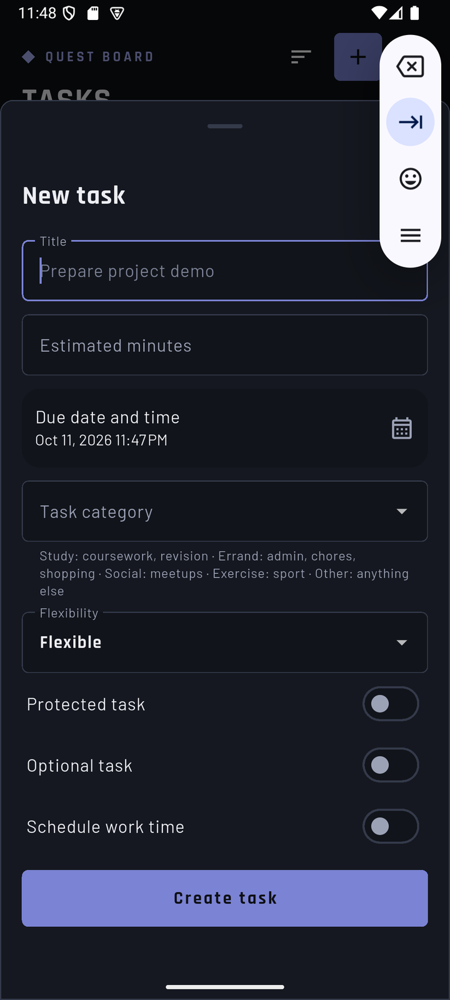 11:48
QUEST BOARD
TASKS
New task
Title
Prepare project demo
Estimated minutes
Due date and time
Oct 11, 2026 11:47 PM
Task category
Study: coursework, revision · Errand: admin, chores,
shopping · Social: meetups · Exercise: sport · Other: anything
else
Flexibility
Flexible
Protected task
Optional task
Schedule work time
Create task